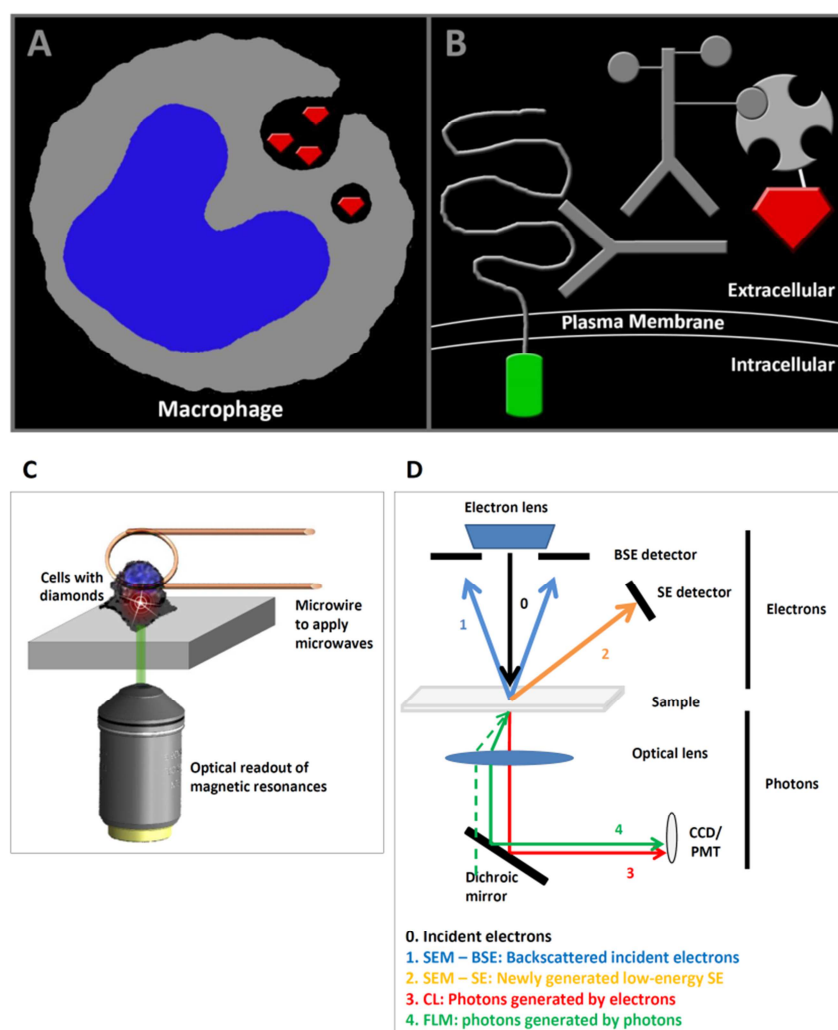 A
Macrophage
B
Extracellular
Plasma Membrane
Intracellular
C
Cells with
diamonds
Microwire
to apply
microwaves
Optical readout of
magnetic resonances
D
Electron lens
BSE detector
SE detector
Electrons
0
1
2
Sample
Optical lens
Photons
4
CCD/
PMT
3
Dichroic
mirror
0. Incident electrons
1. SEM – BSE: Backscattered incident electrons
2. SEM – SE: Newly generated low-energy SE
3. CL: Photons generated by electrons
4. FLM: photons generated by photons